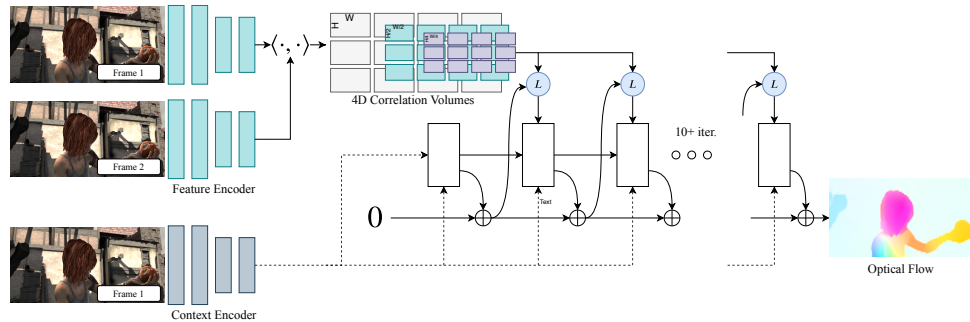 Frame 1
Frame 2
Feature Encoder
Frame 1
Context Encoder
⟨·, ·⟩
H
W
H/2
W/2
4D Correlation Volumes
L
L
L
10+ iter.
Text
0
Optical Flow